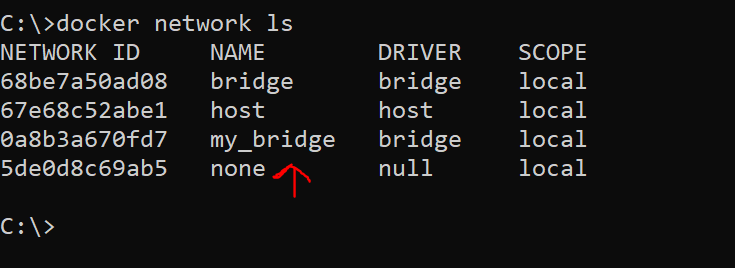 C:\>docker network ls
NETWORK ID     NAME        DRIVER    SCOPE
68be7a50ad08   bridge      bridge    local
67e68c52abe1   host        host      local
0a8b3a670fd7   my_bridge   bridge    local
5de0d8c69ab5   none        null      local
C:\>